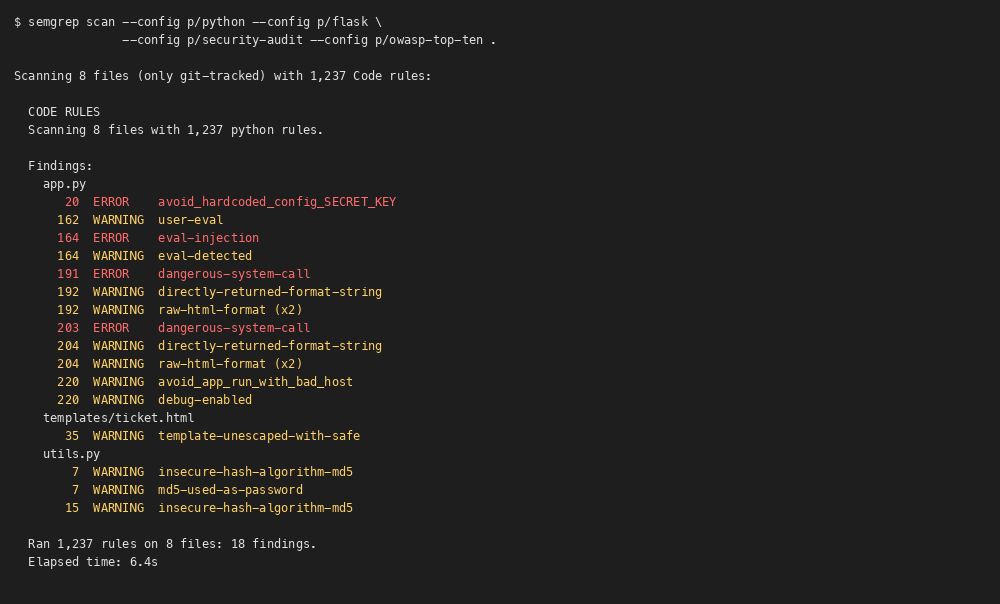 $ semgrep scan --config p/python --config p/flask \
               --config p/security-audit --config p/owasp-top-ten .

Scanning 8 files (only git-tracked) with 1,237 Code rules:

  CODE RULES
  Scanning 8 files with 1,237 python rules.

  Findings:
    app.py
       20  ERROR    avoid_hardcoded_config_SECRET_KEY
      162  WARNING  user-eval
      164  ERROR    eval-injection
      164  WARNING  eval-detected
      191  ERROR    dangerous-system-call
      192  WARNING  directly-returned-format-string
      192  WARNING  raw-html-format (x2)
      203  ERROR    dangerous-system-call
      204  WARNING  directly-returned-format-string
      204  WARNING  raw-html-format (x2)
      220  WARNING  avoid_app_run_with_bad_host
      220  WARNING  debug-enabled
    templates/ticket.html
       35  WARNING  template-unescaped-with-safe
    utils.py
        7  WARNING  insecure-hash-algorithm-md5
        7  WARNING  md5-used-as-password
       15  WARNING  insecure-hash-algorithm-md5

  Ran 1,237 rules on 8 files: 18 findings.
  Elapsed time: 6.4s